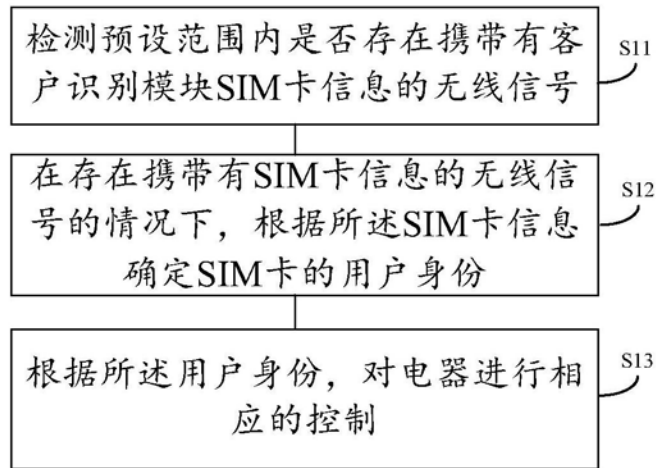 检测预设范围内是否存在携带有客
户识别模块SIM卡信息的无线信号
S11
在存在携带有SIM卡信息的无线信
号的情况下，根据所述SIM卡信息
确定SIM卡的用户身份
S12
根据所述用户身份，对电器进行相
应的控制
S13